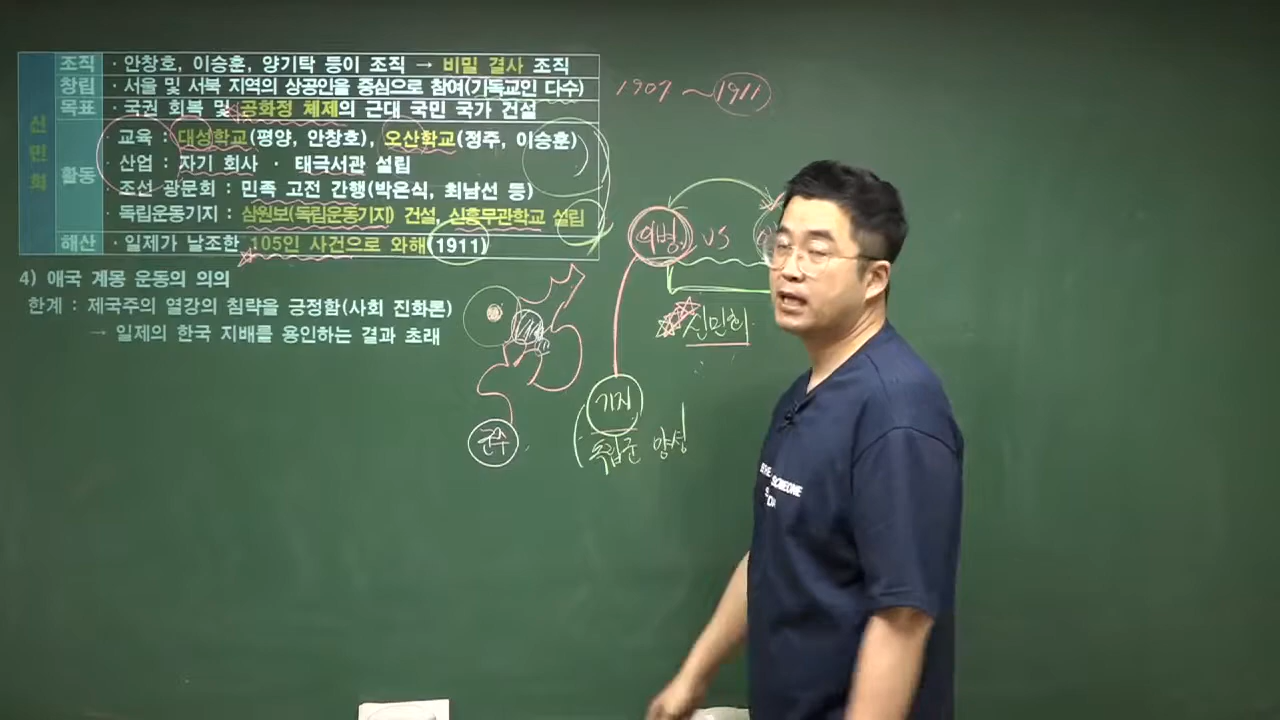 신민회
조직 · 안창호, 이승훈, 양기탁 등이 조직 → 비밀 결사 조직
창립 · 서울 및 서북 지역의 상공인을 중심으로 참여(기독교인 다수)
목표 · 국권 회복 및 공화정 체제의 근대 국민 국가 건설
활동
· 교육 : 대성학교(평양, 안창호), 오산학교(정주, 이승훈)
· 산업 : 자기 회사 · 태극서관 설립
· 조선 광문회 : 민족 고전 간행(박은식, 최남선 등)
· 독립운동기지 : 삼원보(독립운동기지) 건설, 신흥무관학교 설립
해산 · 일제가 날조한 105인 사건으로 와해(1911)
4) 애국 계몽 운동의 의의
한계 : 제국주의 열강의 침략을 긍정함(사회 진화론)
→ 일제의 한국 지배를 용인하는 결과 초래
1907 ~ 1911
의병 vs
신민회
기지
독립군 양성
군수
SOMEONE